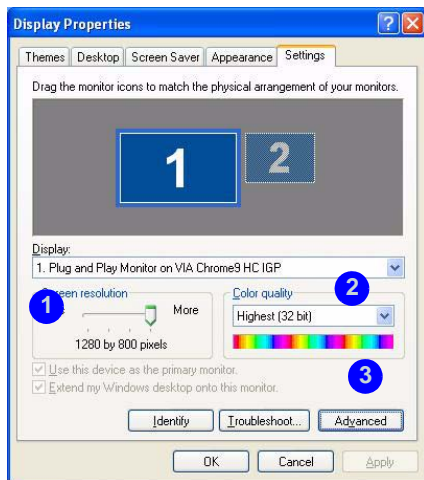 Display Properties
Themes Desktop Screen Saver Appearance Settings
Drag the monitor icons to match the physical arrangement of your monitors.
1 2
Display:
1. Plug and Play Monitor on VIA Chrome9 HC IGP
Screen resolution
1
More
1280 by 800 pixels
Color quality
2
Highest (32 bit)
3
Use this device as the primary monitor.
Extend my Windows desktop onto this monitor.
Identify Troubleshoot... Advanced
OK Cancel Apply